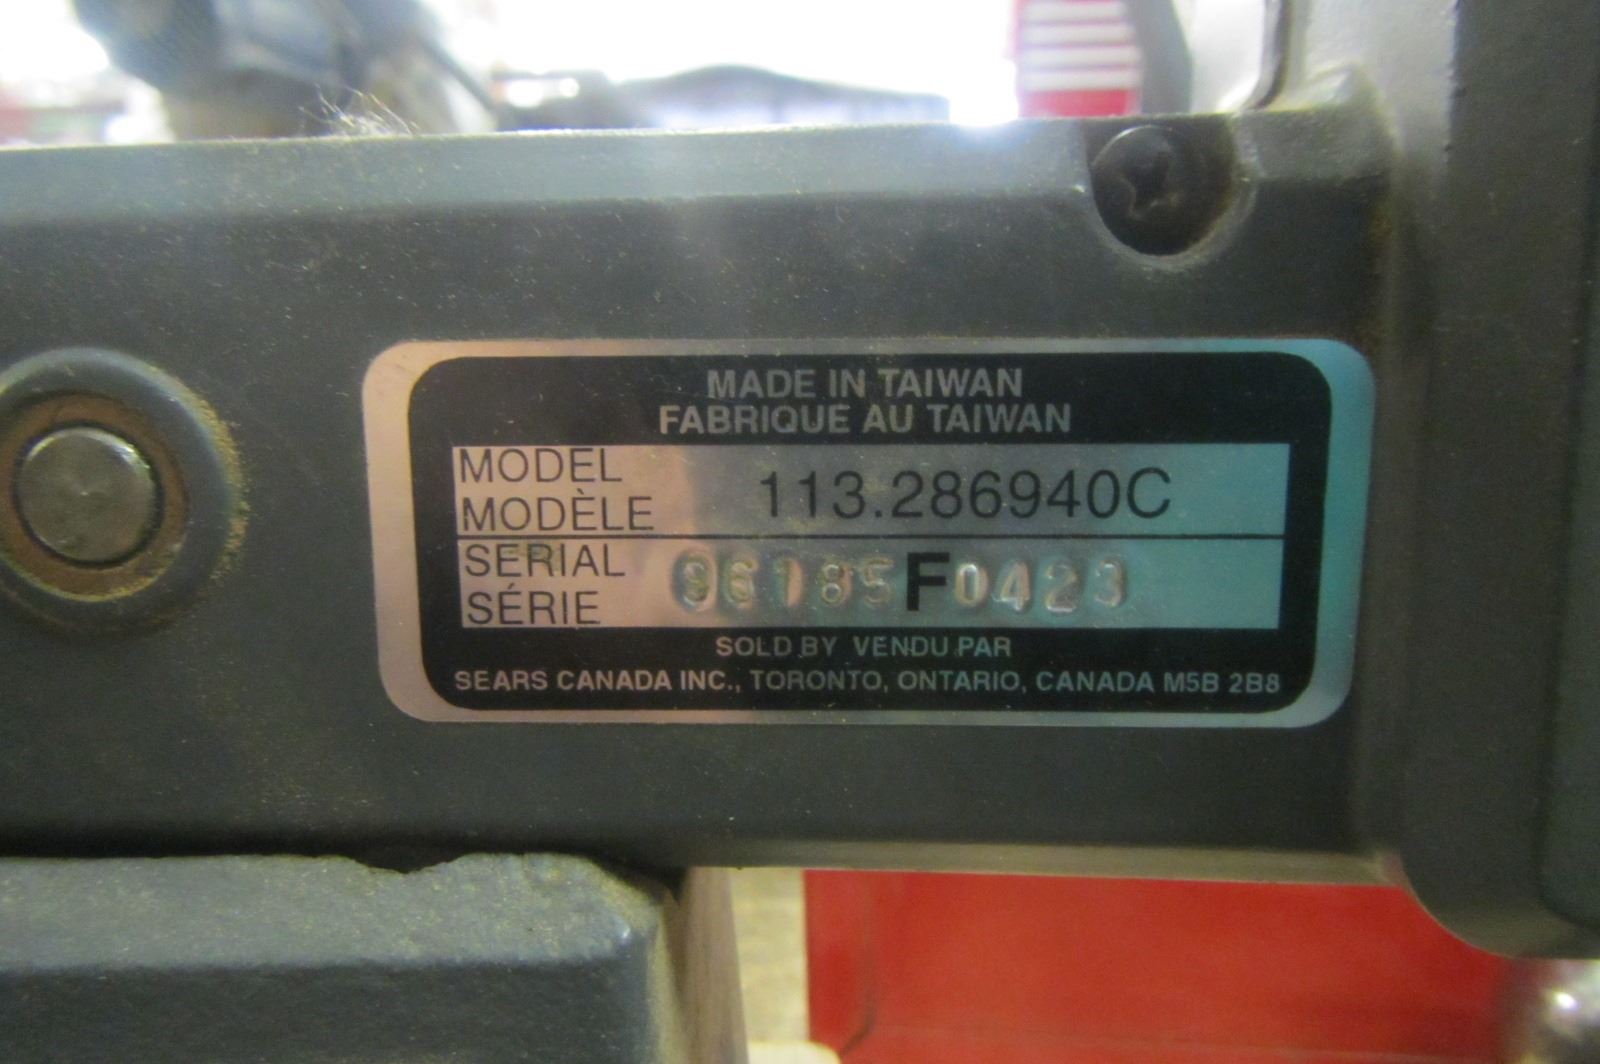 MADE IN TAIWAN
FABRIQUE AU TAIWAN
MODEL
MODÈLE
113.286940C
SERIAL
SÉRIE
96185F0423
SOLD BY VENDU PAR
SEARS CANADA INC., TORONTO, ONTARIO, CANADA M5B 2B8